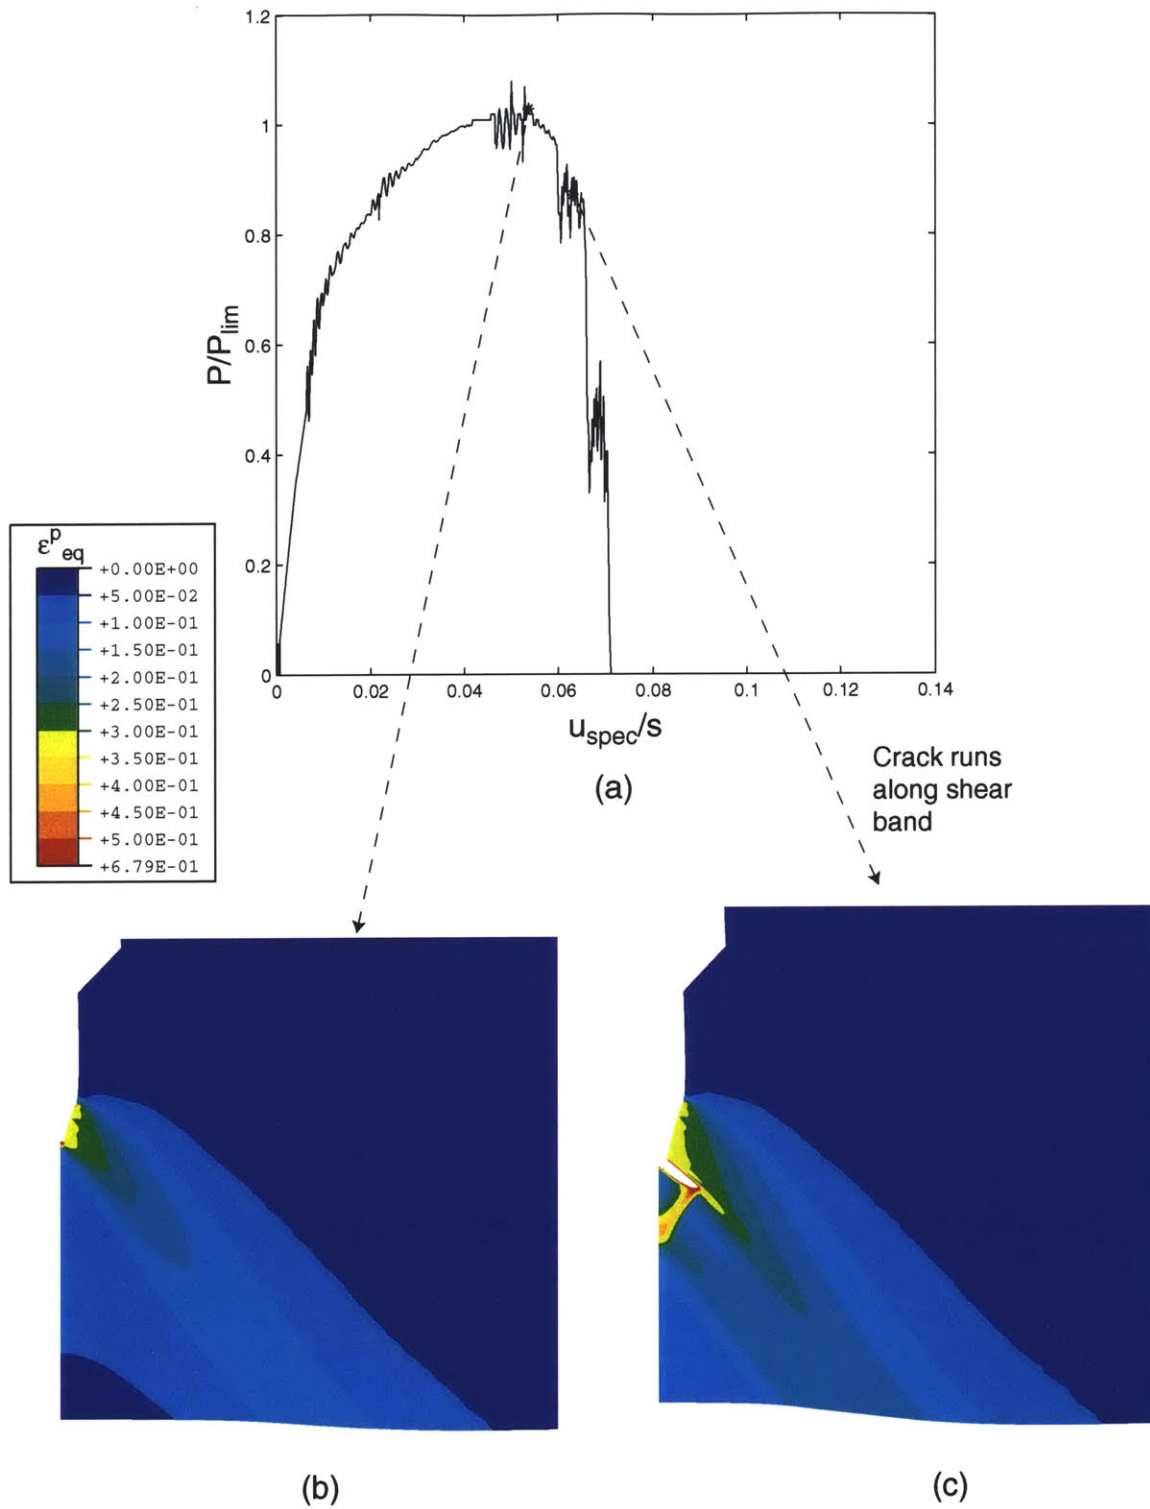 1.2
1
0.8
0.6
0.4
0.2
0
P/P_lim
0 0.02 0.04 0.06 0.08 0.1 0.12 0.14
u_spec/s
(a)
ε^p_eq
+0.00E+00
+5.00E-02
+1.00E-01
+1.50E-01
+2.00E-01
+2.50E-01
+3.00E-01
+3.50E-01
+4.00E-01
+4.50E-01
+5.00E-01
+6.79E-01
Crack runs
along shear
band
(b)
(c)